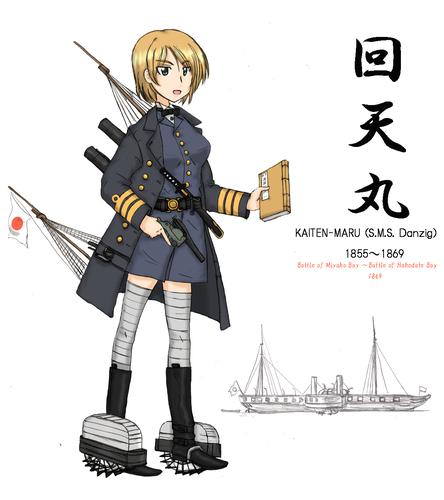 回天丸
KAITEN-MARU (S.M.S. Danzig)
1855～1869
Battle of Miyako Bay ～ Battle of Hakodate Bay
1869